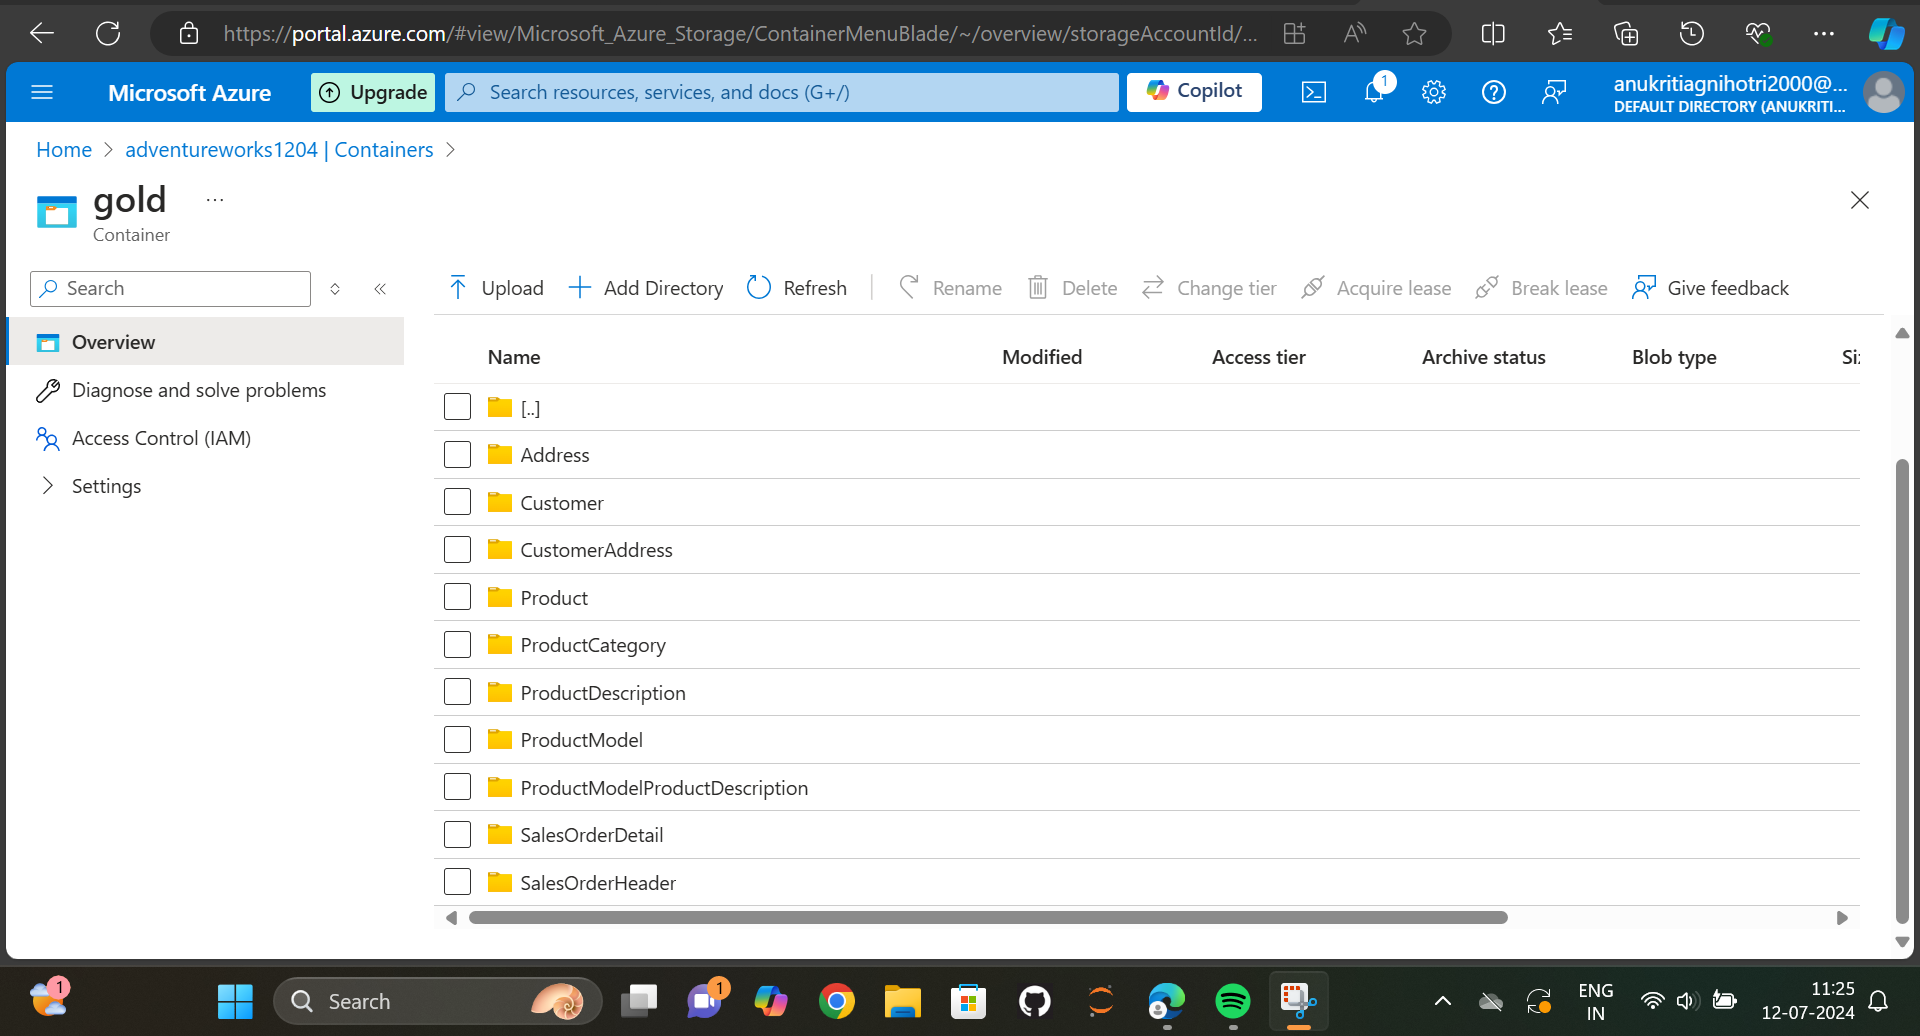 https://portal.azure.com/#view/Microsoft_Azure_Storage/ContainerMenuBlade/~/overview/storageAccountId/...
Microsoft Azure
Upgrade
Search resources, services, and docs (G+/)
Copilot
1
anukritiagnihotri2000@...
DEFAULT DIRECTORY (ANUKRITI...
Home > adventureworks1204 | Containers >
gold ...
Container
Search
Upload
Add Directory
Refresh
Rename
Delete
Change tier
Acquire lease
Break lease
Give feedback
Overview
Diagnose and solve problems
Access Control (IAM)
Settings
Name Modified Access tier Archive status Blob type
[..]
Address
Customer
CustomerAddress
Product
ProductCategory
ProductDescription
ProductModel
ProductModelProductDescription
SalesOrderDetail
SalesOrderHeader
1
Search
1
ENG
IN
11:25
12-07-2024